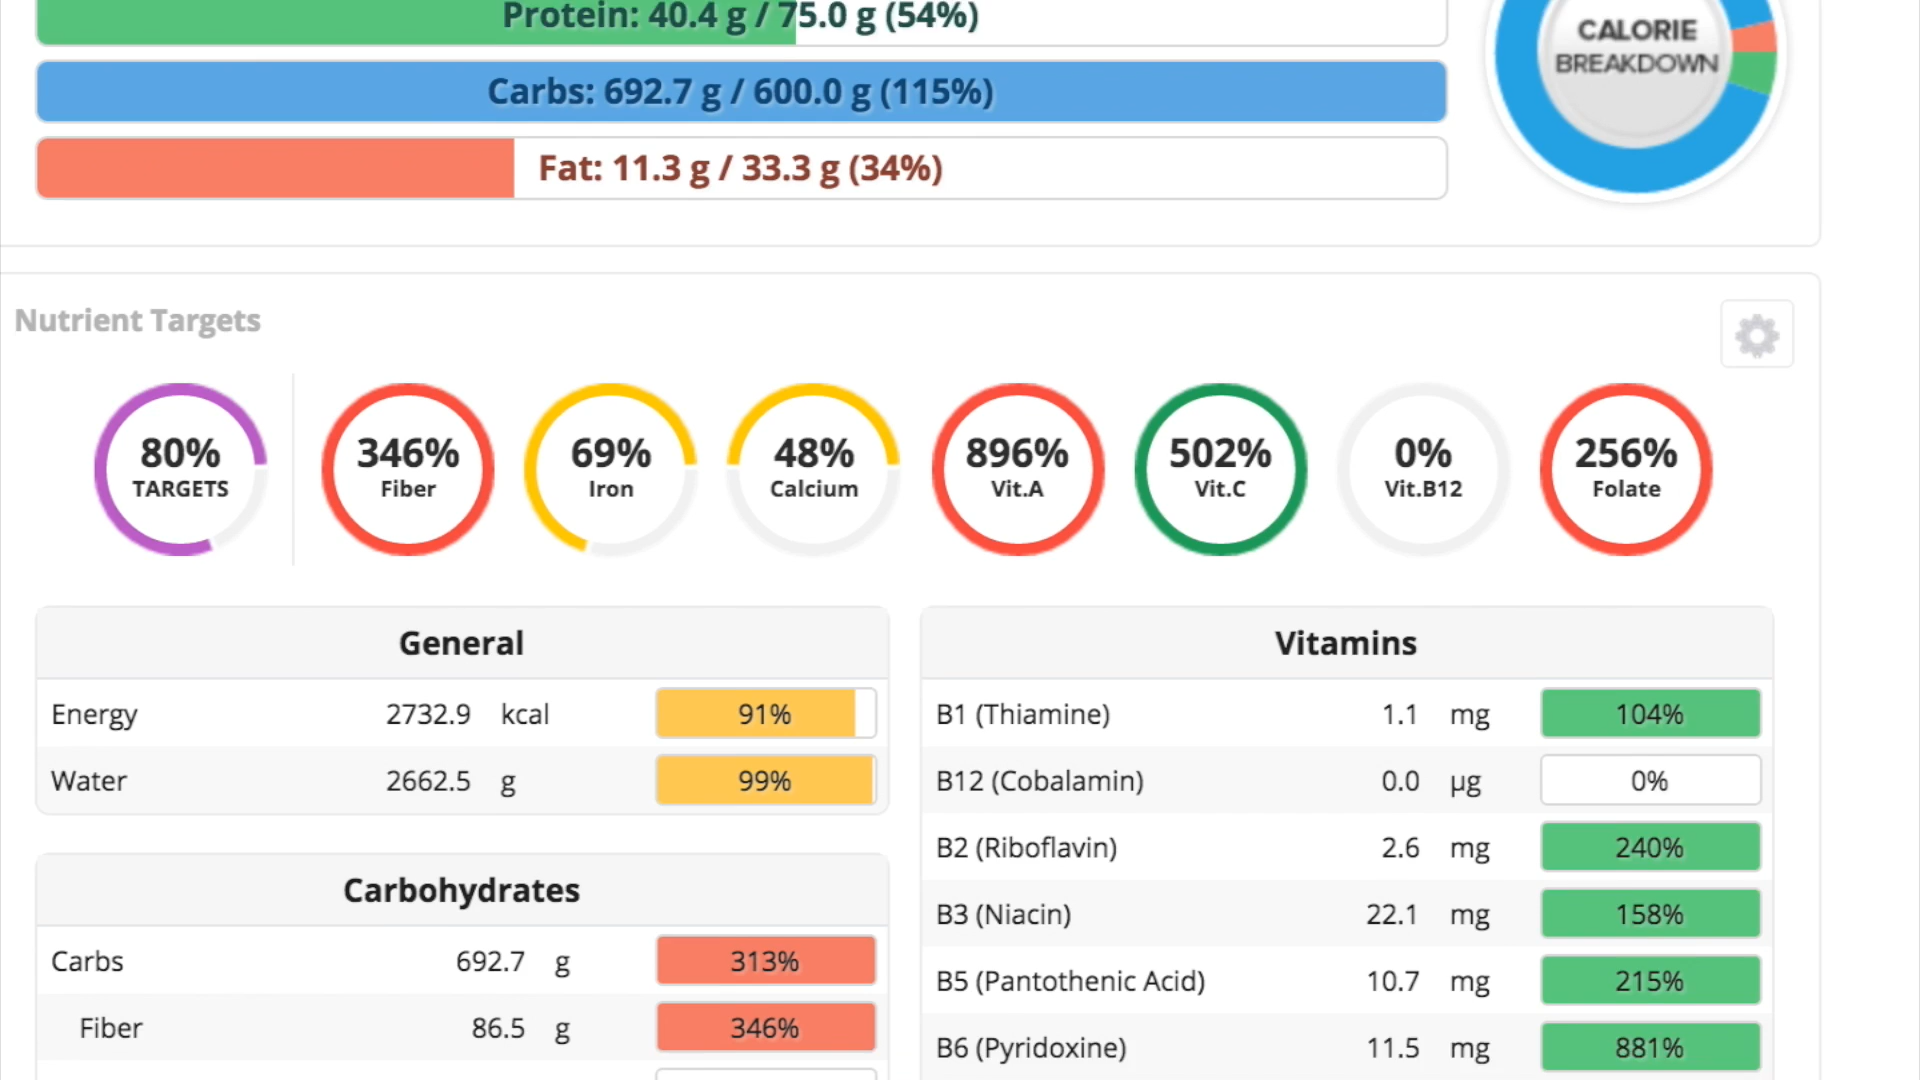 Protein: 40.4 g / 75.0 g (54%)
Carbs: 692.7 g / 600.0 g (115%)
Fat: 11.3 g / 33.3 g (34%)
CALORIE
BREAKDOWN
Nutrient Targets
80%
TARGETS
346%
Fiber
69%
Iron
48%
Calcium
896%
Vit.A
502%
Vit.C
0%
Vit.B12
256%
Folate
General
Energy 2732.9 kcal 91%
Water 2662.5 g 99%
Carbohydrates
Carbs 692.7 g 313%
Fiber 86.5 g 346%
Vitamins
B1 (Thiamine) 1.1 mg 104%
B12 (Cobalamin) 0.0 µg 0%
B2 (Riboflavin) 2.6 mg 240%
B3 (Niacin) 22.1 mg 158%
B5 (Pantothenic Acid) 10.7 mg 215%
B6 (Pyridoxine) 11.5 mg 881%